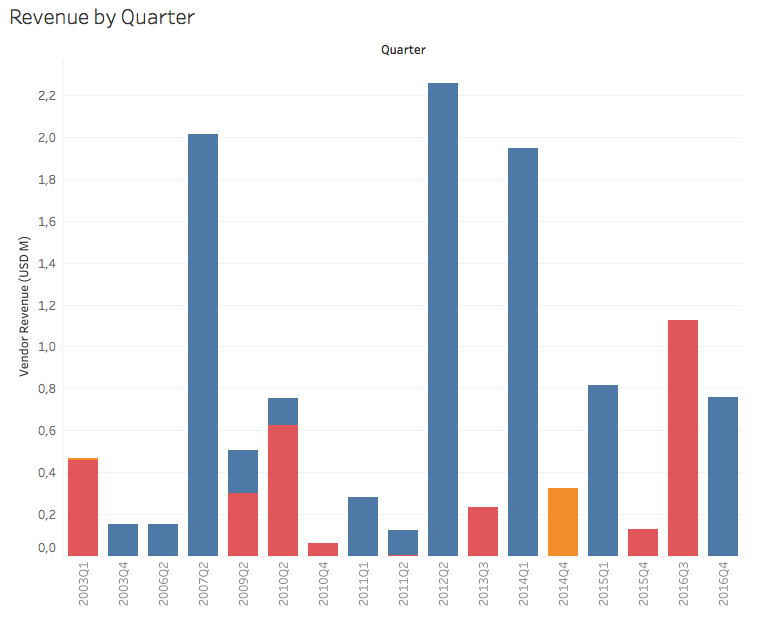 Revenue by Quarter
Quarter
Vendor Revenue (USD M)
2,2
2,0
1,8
1,6
1,4
1,2
1,0
0,8
0,6
0,4
0,2
0,0
2003Q1
2003Q4
2006Q2
2007Q2
2009Q2
2010Q2
2010Q4
2011Q1
2011Q2
2012Q2
2013Q3
2014Q1
2014Q4
2015Q1
2015Q4
2016Q3
2016Q4